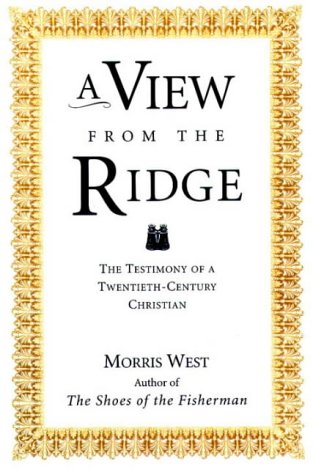 A VIEW
FROM THE
RIDGE
THE TESTIMONY OF A
TWENTIETH-CENTURY
CHRISTIAN
MORRIS WEST
Author of
The Shoes of the Fisherman